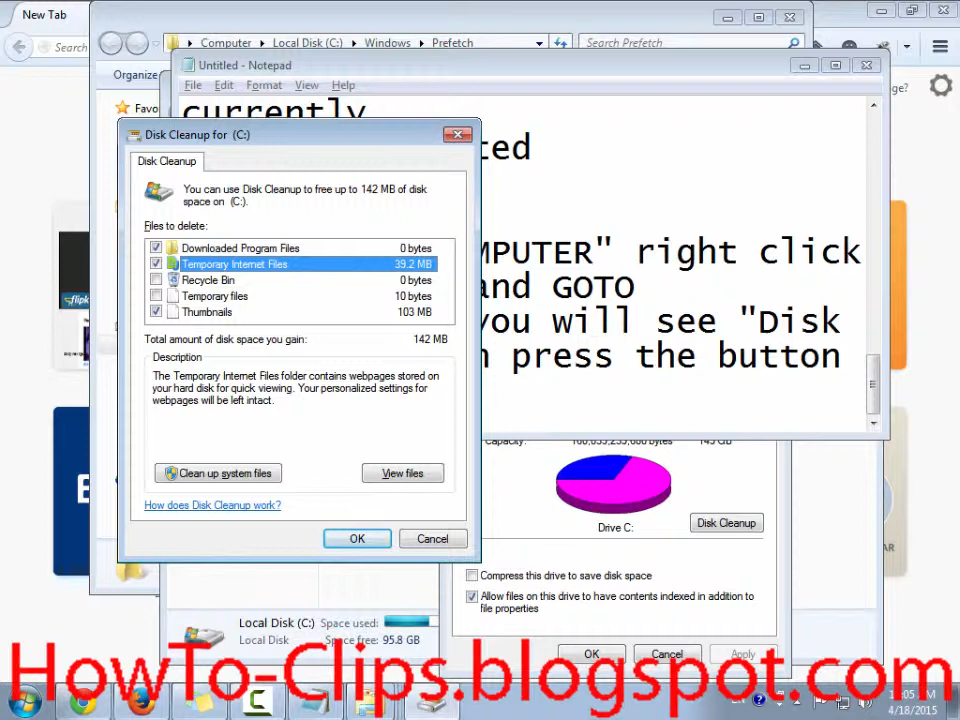 New Tab
Search
Computer
Local Disk (C:)
Windows
Prefetch
Search Prefetch
Organize
Favo
Untitled - Notepad
File Edit Format View Help
currently
ted
MPUTER" right click
and GOTO
you will see "Disk
n press the button
ge?
flipk
Disk Cleanup for (C:)
Disk Cleanup
You can use Disk Cleanup to free up to 142 MB of disk
space on (C:).
Files to delete:
Downloaded Program Files 0 bytes
Temporary Internet Files 39.2 MB
Recycle Bin 0 bytes
Temporary files 10 bytes
Thumbnails 103 MB
Total amount of disk space you gain: 142 MB
Description
The Temporary Internet Files folder contains webpages stored on
your hard disk for quick viewing. Your personalized settings for
webpages will be left intact.
Clean up system files
View files
How does Disk Cleanup work?
OK
Cancel
Capacity:
Drive C:
Disk Cleanup
AR
Compress this drive to save disk space
Allow files on this drive to have contents indexed in addition to
file properties
Local Disk (C:) Space used:
Local Disk Space free: 95.8 GB
OK Cancel Apply
HowTo-Clips.blogspot.com
4/18/2015